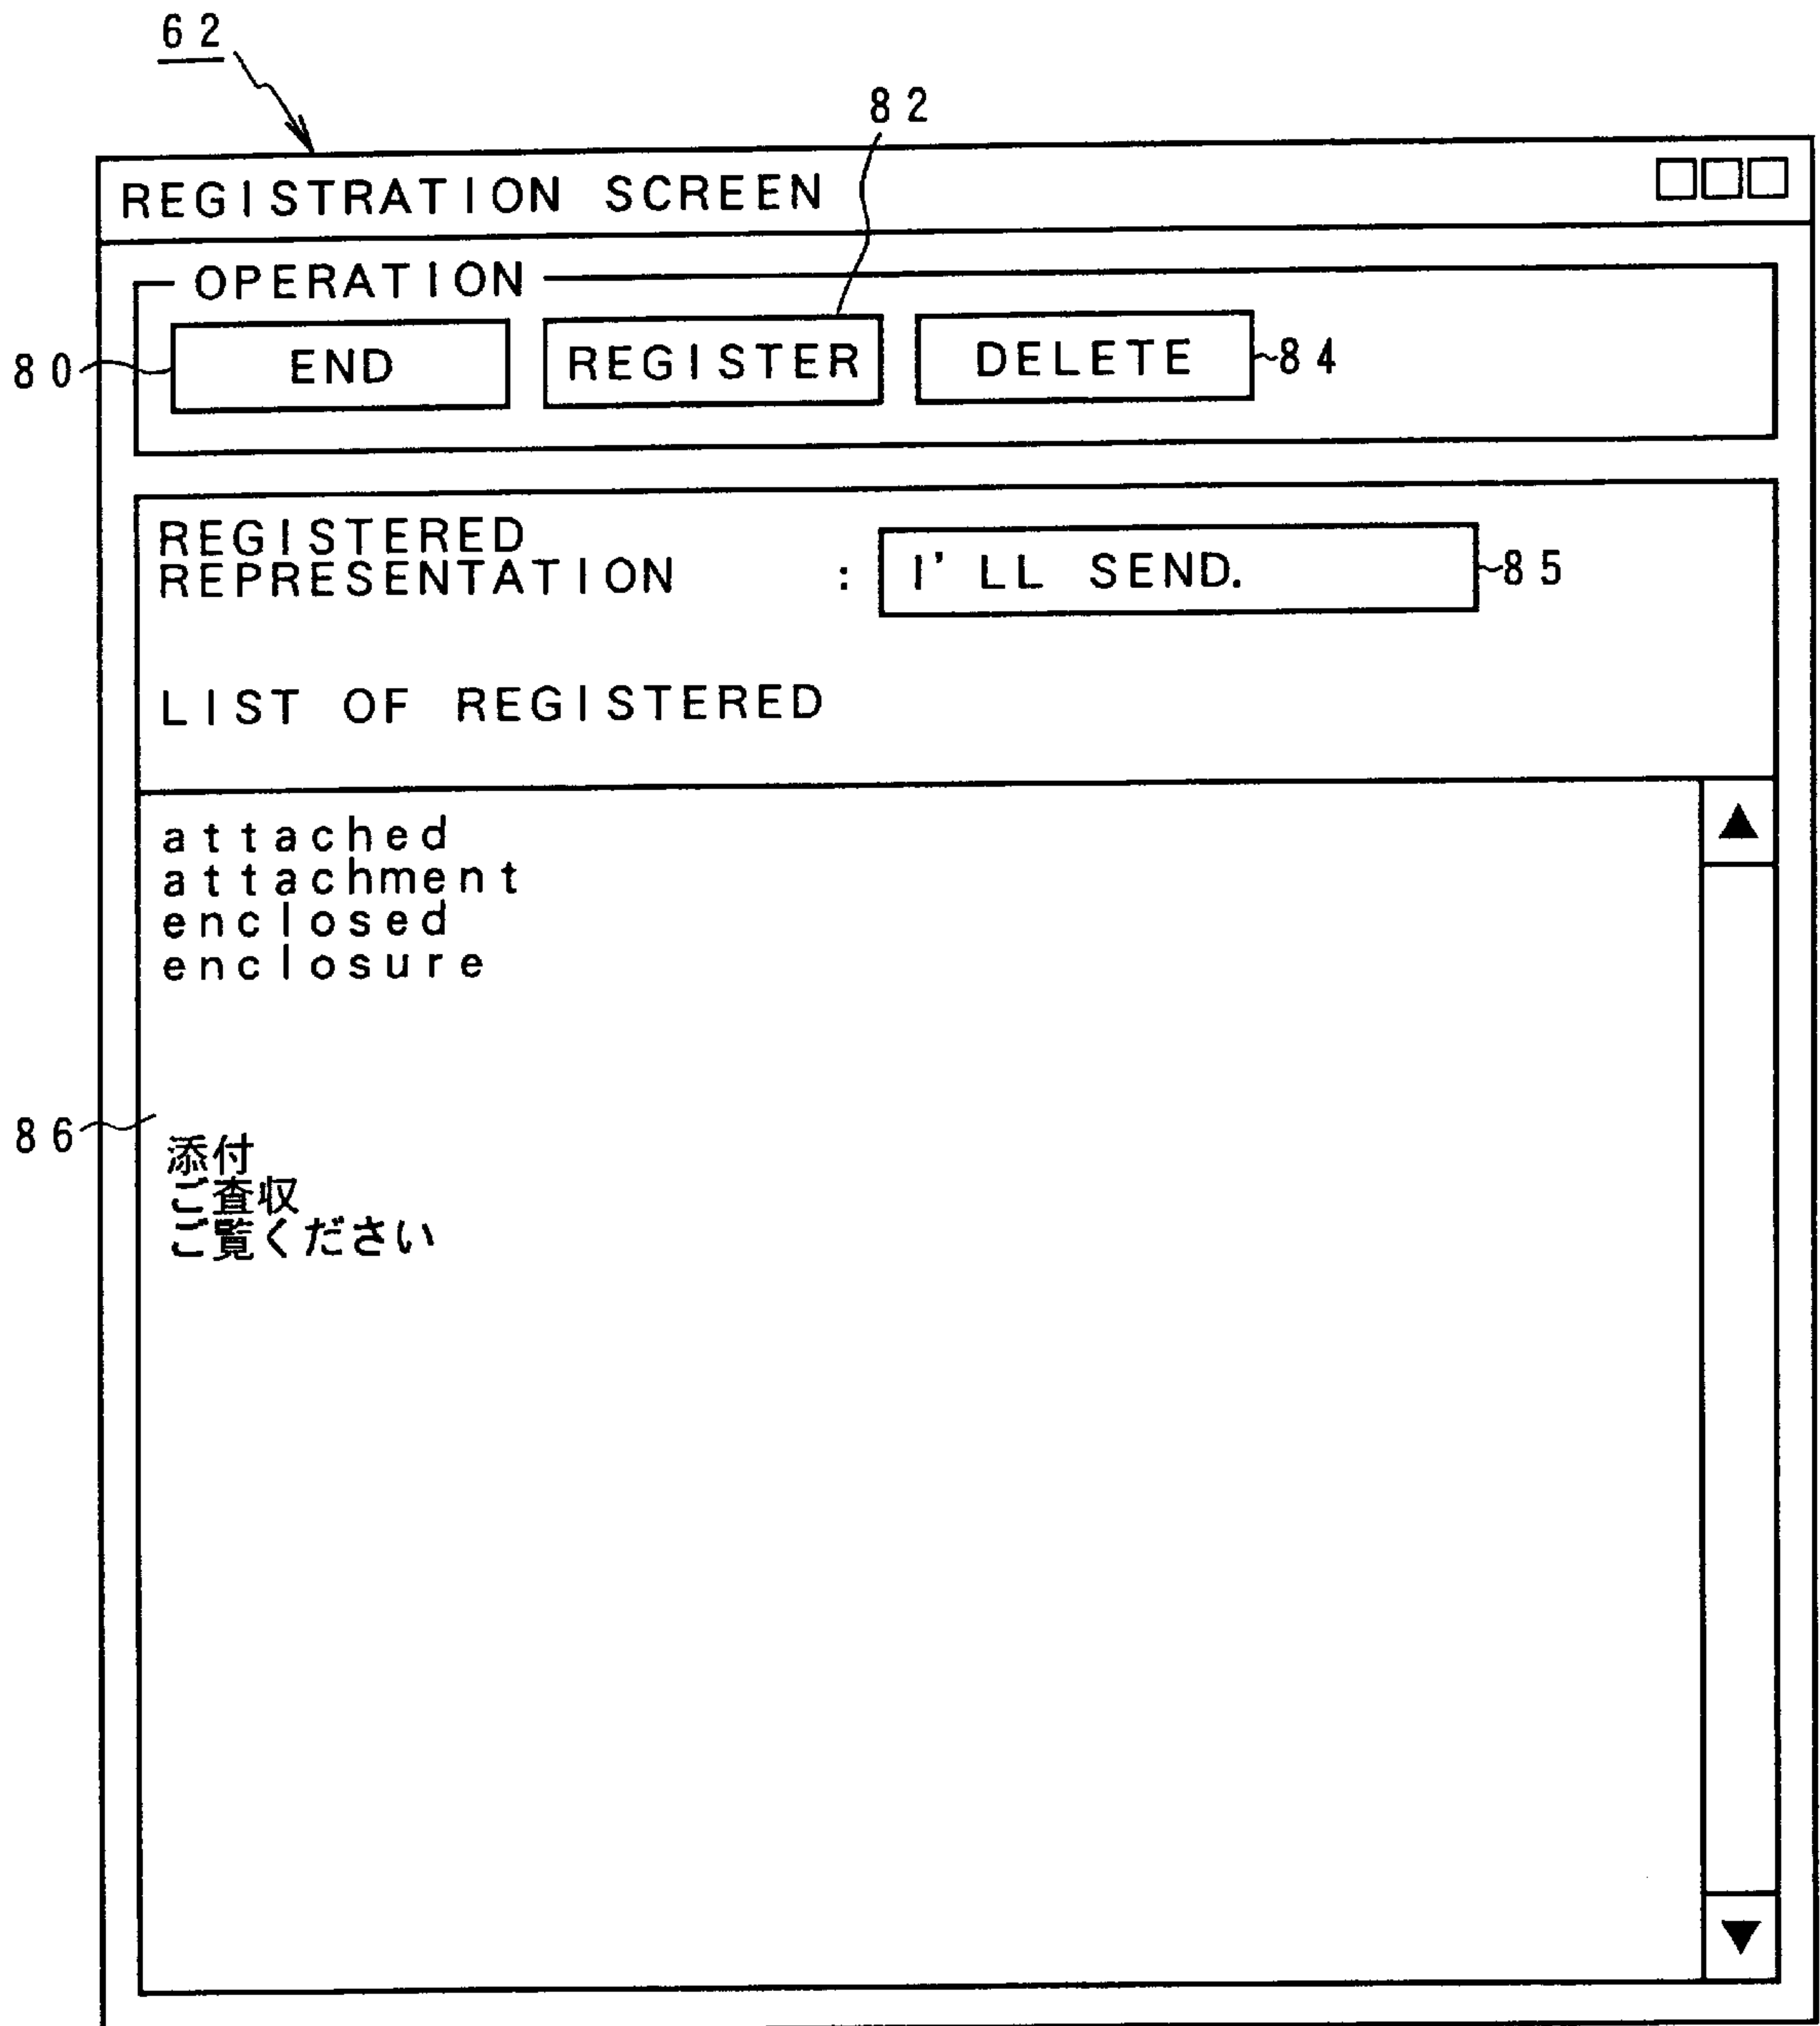 62
82
REGISTRATION SCREEN
OPERATION
80
END
REGISTER
DELETE
84
REGISTERED
REPRESENTATION : I'LL SEND.
85
LIST OF REGISTERED
attached
attachment
enclosed
enclosure
86
添付
ご査収
ご覧ください